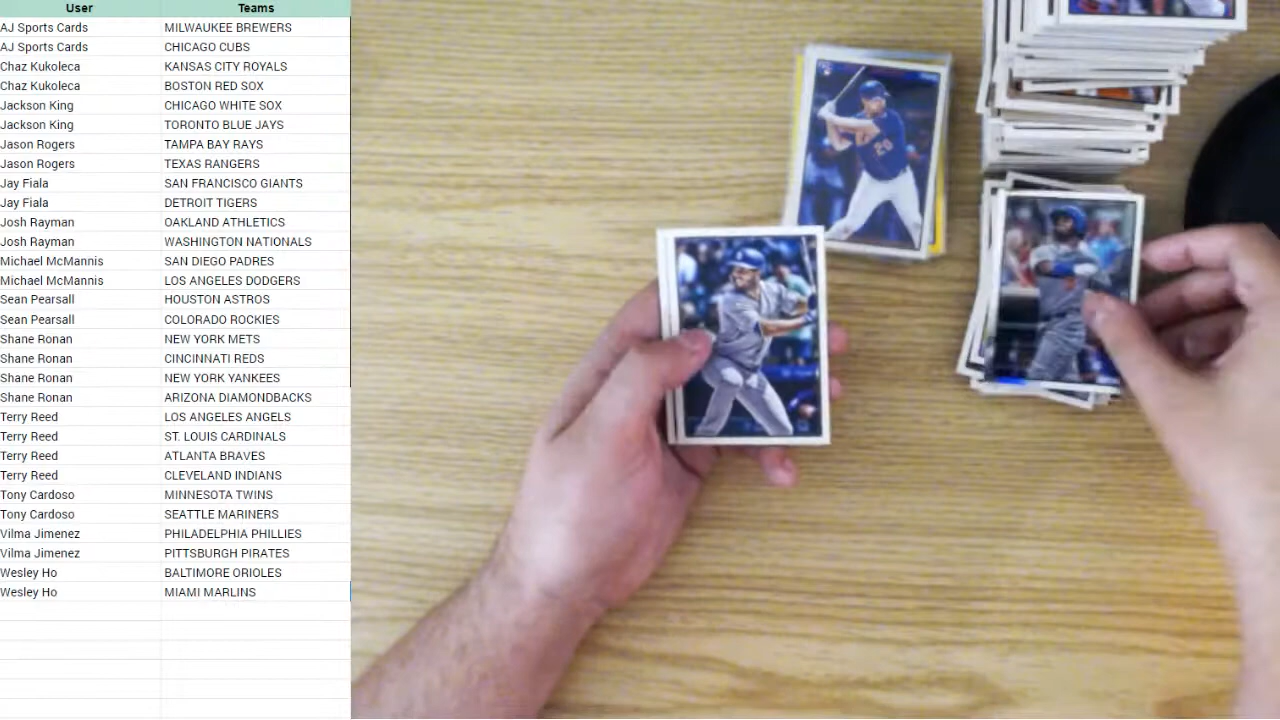 User Teams
AJ Sports Cards MILWAUKEE BREWERS
AJ Sports Cards CHICAGO CUBS
Chaz Kukoleca KANSAS CITY ROYALS
Chaz Kukoleca BOSTON RED SOX
Jackson King CHICAGO WHITE SOX
Jackson King TORONTO BLUE JAYS
Jason Rogers TAMPA BAY RAYS
Jason Rogers TEXAS RANGERS
Jay Fiala SAN FRANCISCO GIANTS
Jay Fiala DETROIT TIGERS
Josh Rayman OAKLAND ATHLETICS
Josh Rayman WASHINGTON NATIONALS
Michael McMannis SAN DIEGO PADRES
Michael McMannis LOS ANGELES DODGERS
Sean Pearsall HOUSTON ASTROS
Sean Pearsall COLORADO ROCKIES
Shane Ronan NEW YORK METS
Shane Ronan CINCINNATI REDS
Shane Ronan NEW YORK YANKEES
Shane Ronan ARIZONA DIAMONDBACKS
Terry Reed LOS ANGELES ANGELS
Terry Reed ST. LOUIS CARDINALS
Terry Reed ATLANTA BRAVES
Terry Reed CLEVELAND INDIANS
Tony Cardoso MINNESOTA TWINS
Tony Cardoso SEATTLE MARINERS
Vilma Jimenez PHILADELPHIA PHILLIES
Vilma Jimenez PITTSBURGH PIRATES
Wesley Ho BALTIMORE ORIOLES
Wesley Ho MIAMI MARLINS
20